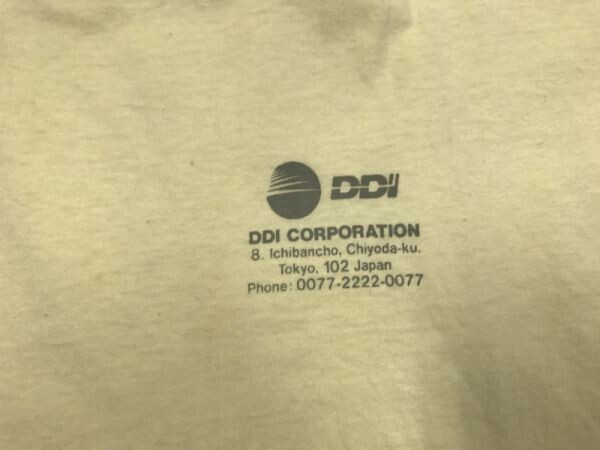 DDI
DDI CORPORATION
8. Ichibancho, Chiyoda-ku.
Tokyo, 102 Japan
Phone: 0077-2222-0077